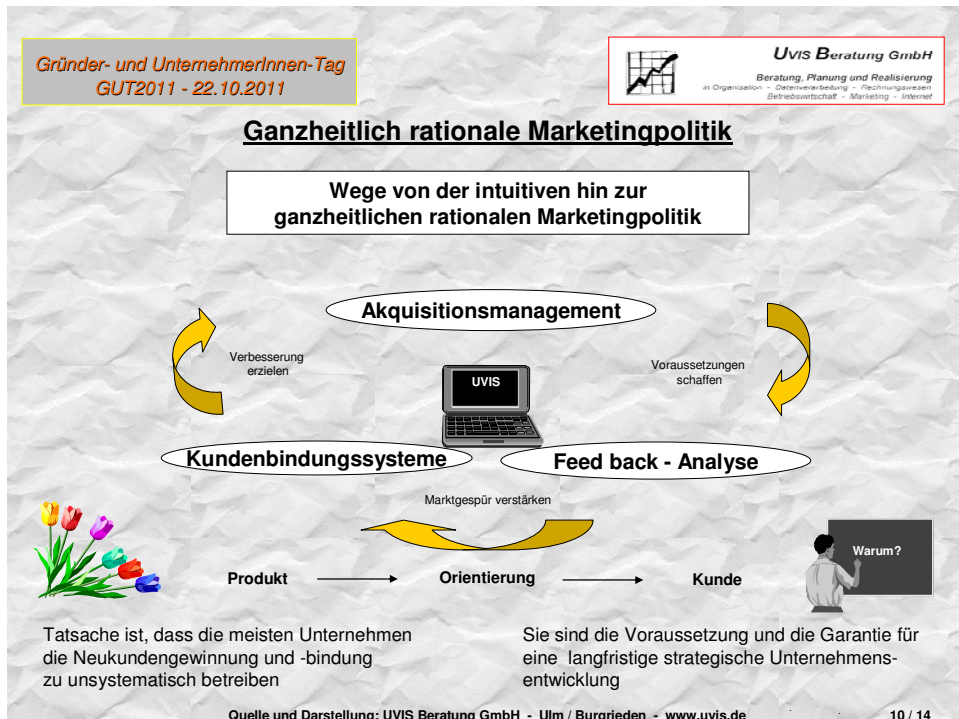 Gründer- und UnternehmerInnen-Tag
GUT2011 - 22.10.2011
UVIS Beratung GmbH
Beratung, Planung und Realisierung
in Organisation - Datenverarbeitung - Rechnungswesen
Betriebswirtschaft - Marketing - Internet
Ganzheitlich rationale Marketingpolitik
Wege von der intuitiven hin zur
ganzheitlichen rationalen Marketingpolitik
Akquisitionsmanagement
Verbesserung
erzielen
Voraussetzungen
schaffen
UVIS
Kundenbindungssysteme
Feed back - Analyse
Marktgespür verstärken
Warum?
Produkt
Orientierung
Kunde
Tatsache ist, dass die meisten Unternehmen
die Neukundengewinnung und -bindung
zu unsystematisch betreiben
Sie sind die Voraussetzung und die Garantie für
eine langfristige strategische Unternehmens-
entwicklung
Quelle und Darstellung: UVIS Beratung GmbH - Ulm / Burgrieden - www.uvis.de
10 / 14